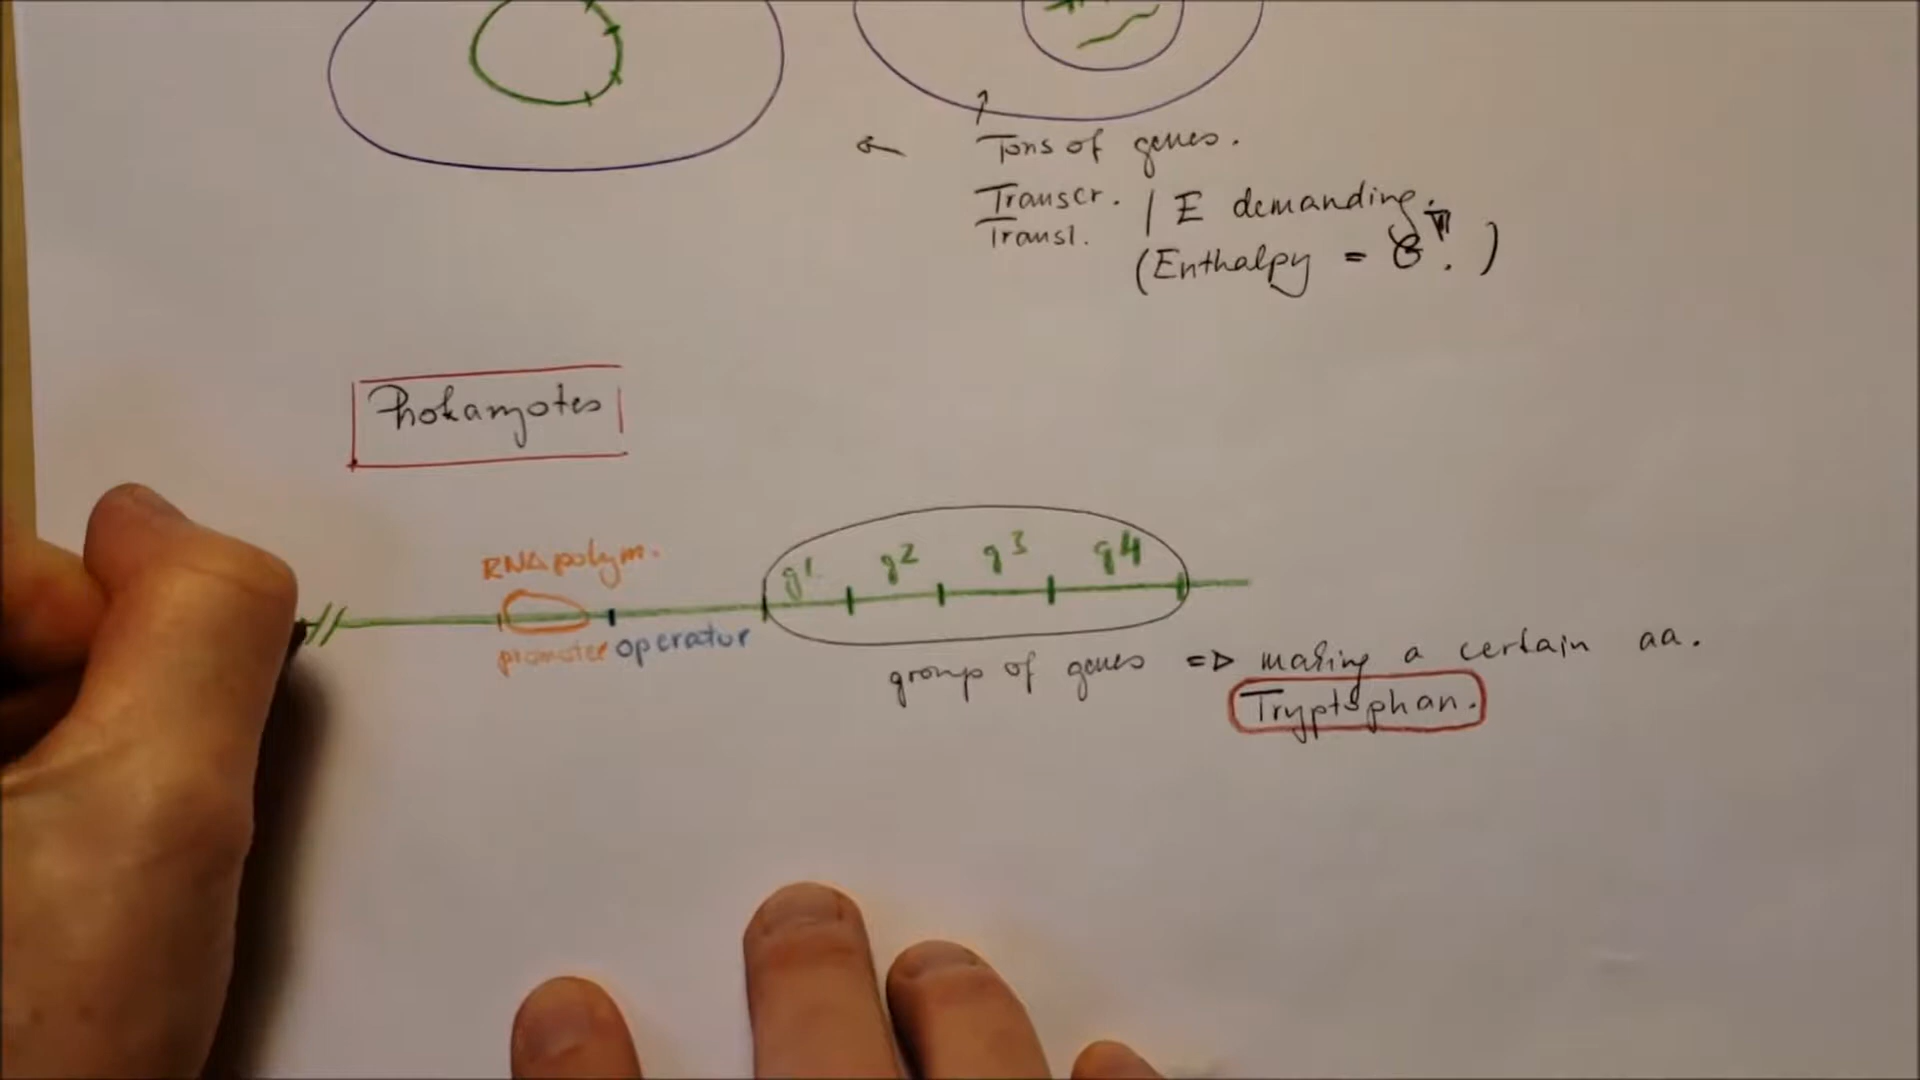 Tons of genes.
Transcr. | E demanding.
Transl.
(Enthalpy =
Prokaryotes
RNA polym.
g1 g2 g3 g4
promoter operator
group of genes => making a certain aa.
Tryptophan.